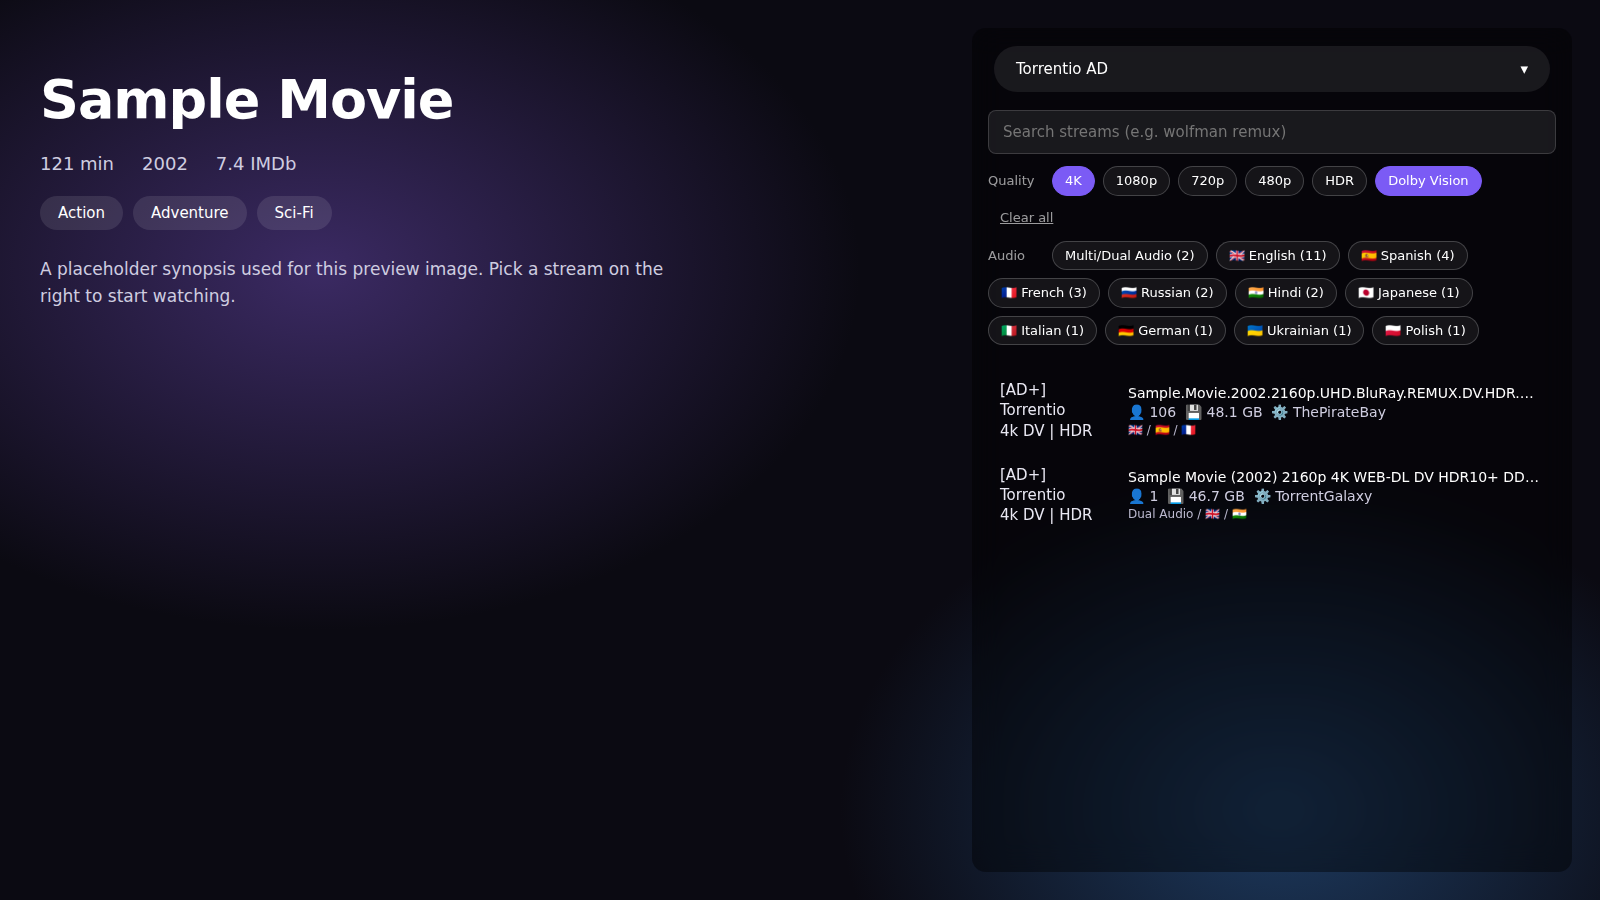 Sample Movie
121 min 2002 7.4 IMDb
Action Adventure Sci-Fi
A placeholder synopsis used for this preview image. Pick a stream on the
right to start watching.
Torrentio AD ▾
Search streams (e.g. wolfman remux)
Quality 4K 1080p 720p 480p HDR Dolby Vision
Clear all
Audio Multi/Dual Audio (2) 🇬🇧 English (11) 🇪🇸 Spanish (4)
🇫🇷 French (3) 🇷🇺 Russian (2) 🇮🇳 Hindi (2) 🇯🇵 Japanese (1)
🇮🇹 Italian (1) 🇩🇪 German (1) 🇺🇦 Ukrainian (1) 🇵🇱 Polish (1)
[AD+]
Torrentio
4k DV | HDR
Sample.Movie.2002.2160p.UHD.BluRay.REMUX.DV.HDR.…
👤 106 💾 48.1 GB ⚙️ ThePirateBay
🇬🇧 / 🇪🇸 / 🇫🇷
[AD+]
Torrentio
4k DV | HDR
Sample Movie (2002) 2160p 4K WEB-DL DV HDR10+ DD…
👤 1 💾 46.7 GB ⚙️ TorrentGalaxy
Dual Audio / 🇬🇧 / 🇮🇳